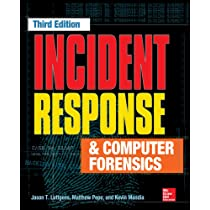 Third Edition
INCIDENT
RESPONSE
& COMPUTER
FORENSICS
Jason T. Luttgens, Matthew Pepe, and Kevin Mandia